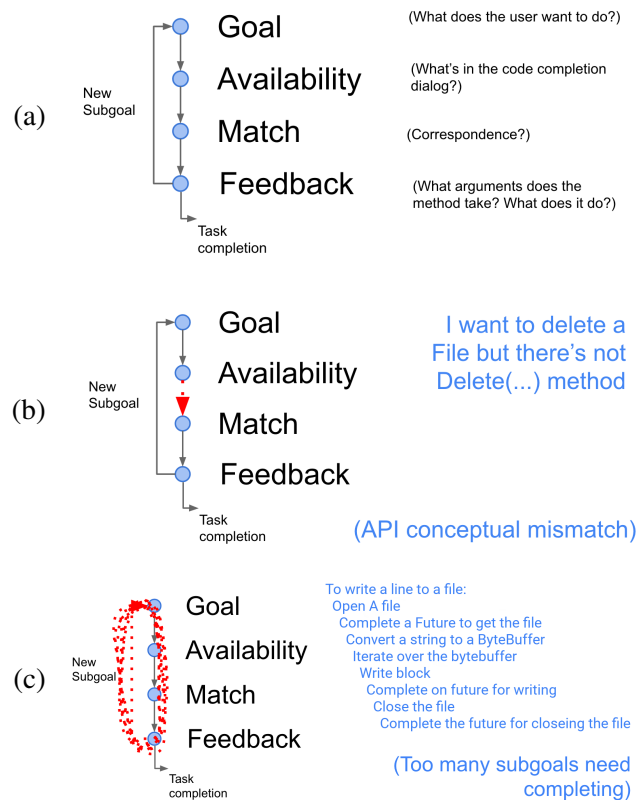 Goal
(What does the user want to do?)
Availability
(What's in the code completion
dialog?)
New
Subgoal
(a)
Match
(Correspondence?)
Feedback
(What arguments does the
method take? What does it do?)
Task
completion
Goal
I want to delete a
File but there's not
Delete(...) method
Availability
New
Subgoal
(b)
Match
Feedback
Task
completion
(API conceptual mismatch)
Goal
To write a line to a file:
Open A file
Complete a Future to get the file
Convert a string to a ByteBuffer
Iterate over the bytebuffer
Write block
Complete on future for writing
Close the file
Complete the future for closeing the file
Availability
New
Subgoal
(c)
Match
Feedback
Task
completion
(Too many subgoals need
completing)